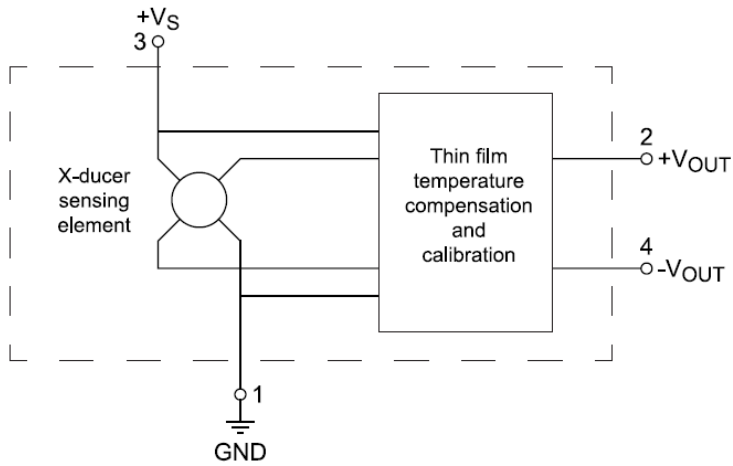 +VS
3
X-ducer
sensing
element
Thin film
temperature
compensation
and
calibration
2
+VOUT
4
-VOUT
1
GND